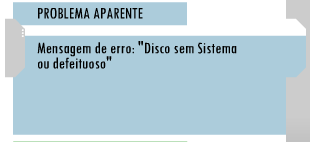 PROBLEMA APARENTE
Mensagem de erro: "Disco sem Sistema
ou defeituoso"